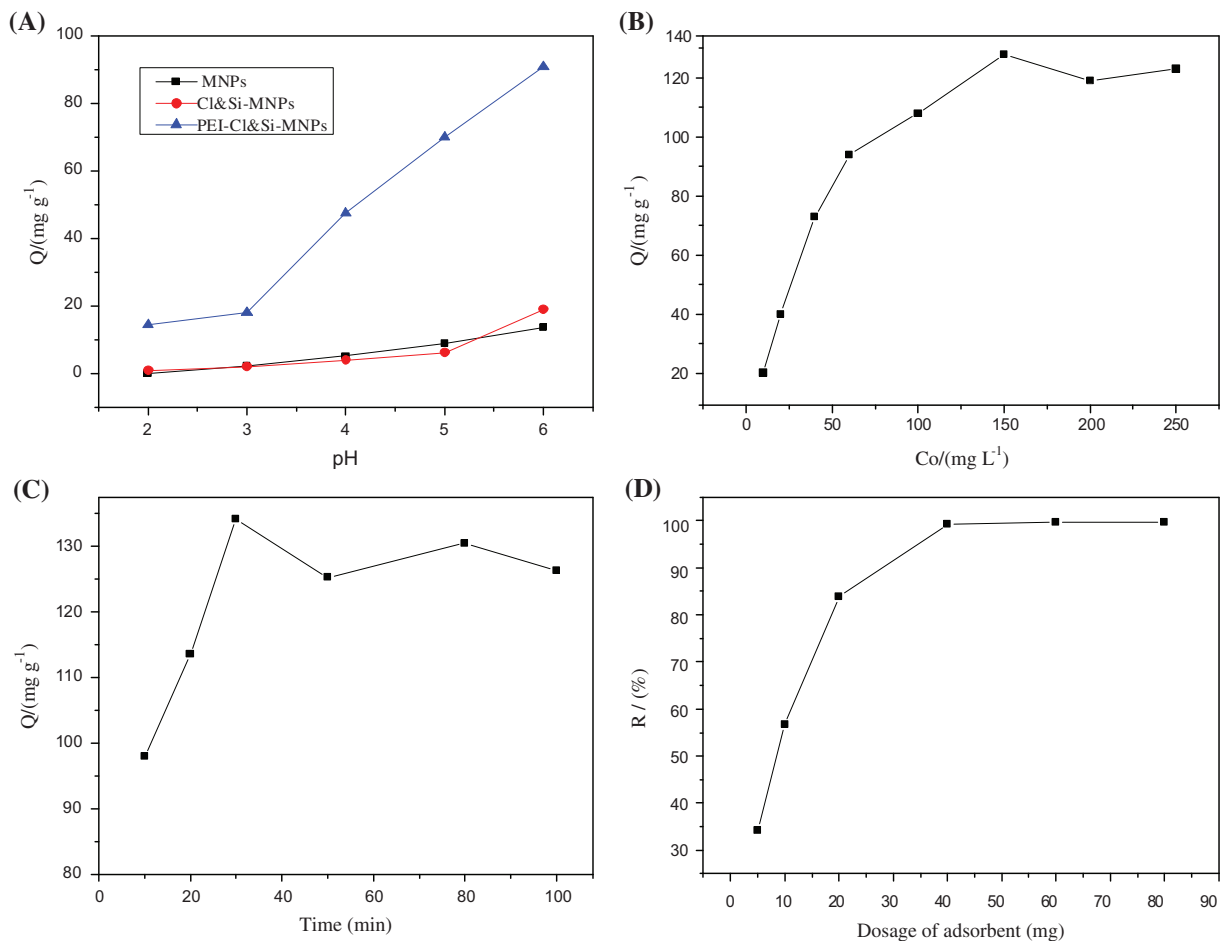 (A)
100
80
60
40
20
0
Q/(mg g⁻¹)
MNPs
Cl&Si-MNPs
PEI-Cl&Si-MNPs
2 3 4 5 6
pH
(B)
140
120
100
80
60
40
20
Q/(mg g⁻¹)
0 50 100 150 200 250
Co/(mg L⁻¹)
(C)
130
120
110
100
90
80
Q/(mg g⁻¹)
0 20 40 60 80 100
Time (min)
(D)
100
90
80
70
60
50
40
30
R / (%)
0 10 20 30 40 50 60 70 80 90
Dosage of adsorbent (mg)